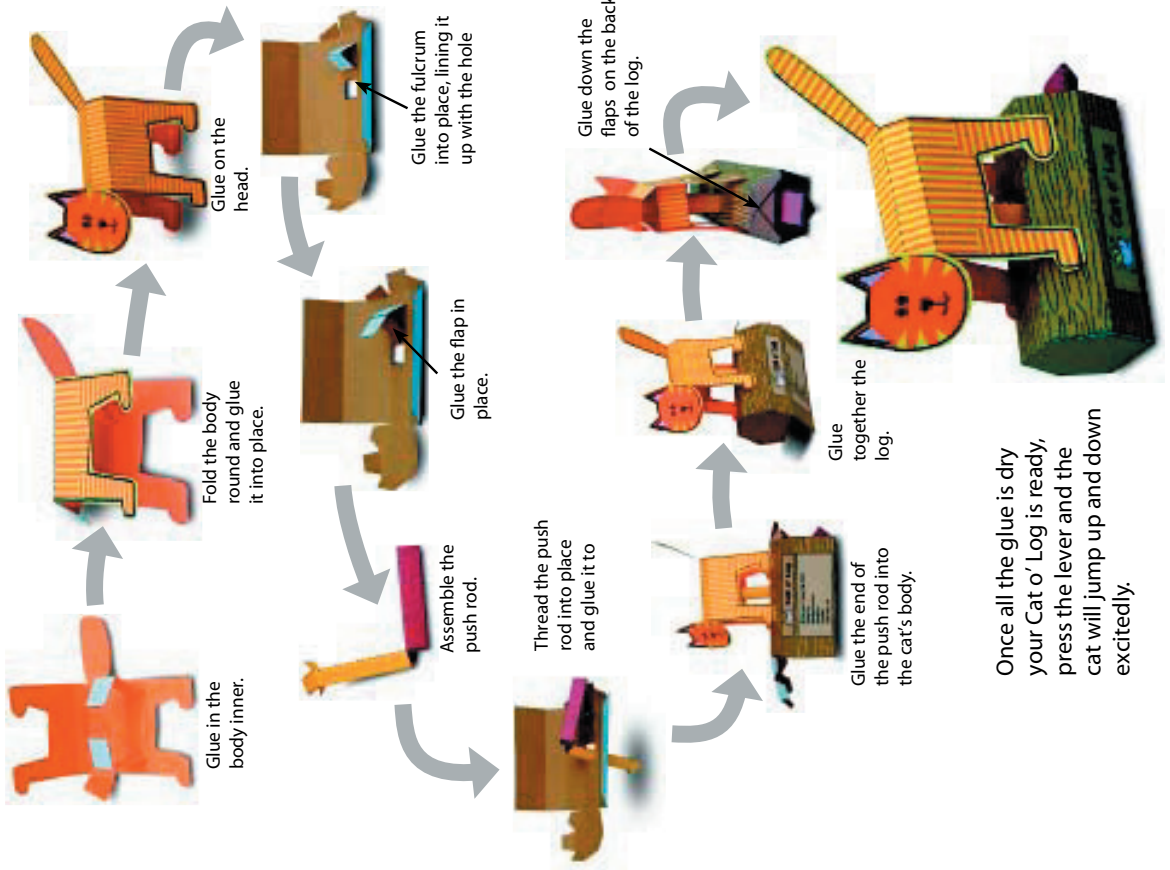 Glue in the
body inner.
Fold the body
round and glue
it into place.
Glue on the
head.
Glue the fulcrum
into place, lining it
up with the hole
Glue the flap in
place.
Assemble the
push rod.
Thread the push
rod into place
and glue it to
Glue the end of
the push rod into
the cat's body.
Glue
together the
log.
Glue down the
flaps on the back
of the log.
Cat o' Log
Once all the glue is dry
your Cat o' Log is ready,
press the lever and the
cat will jump up and down
excitedly.